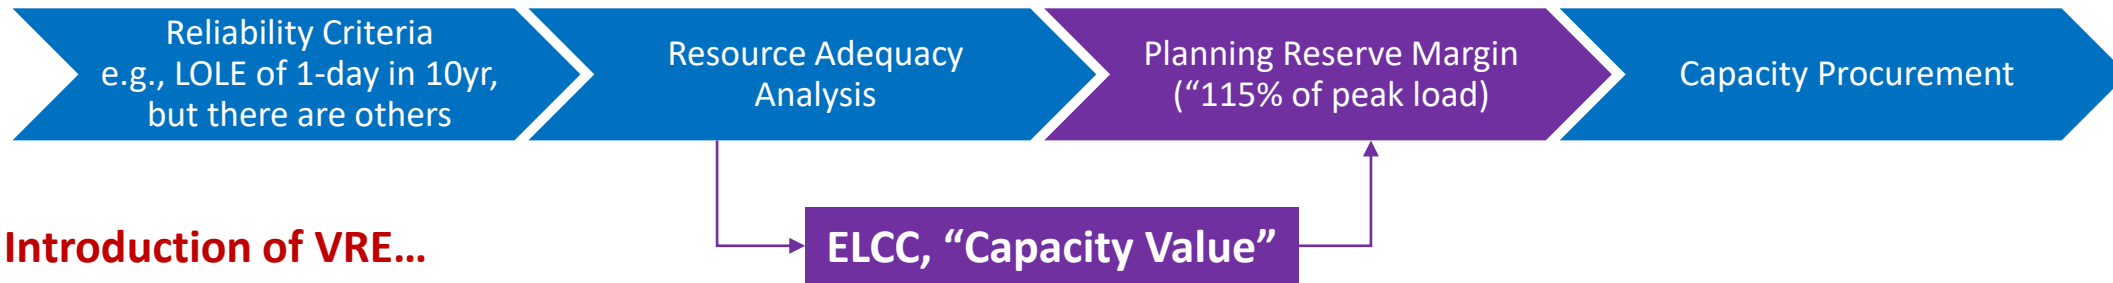 Reliability Criteria
e.g., LOLE of 1-day in 10yr,
but there are others
Resource Adequacy
Analysis
Planning Reserve Margin
(“115% of peak load)
Capacity Procurement
Introduction of VRE…
ELCC, “Capacity Value”